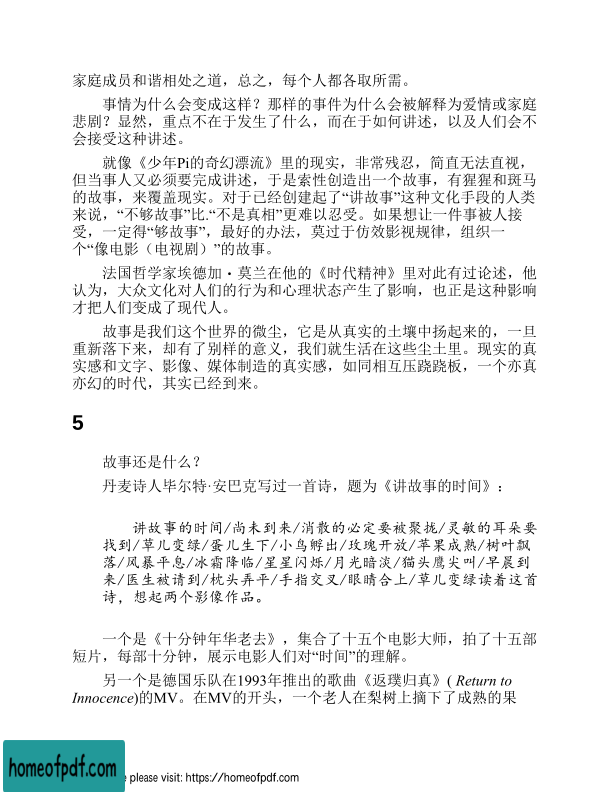 家庭成员和谐相处之道，总之，每个人都各取所需。
事情为什么会变成这样？那样的事件为什么会被解释为爱情或家庭
悲剧？显然，重点不在于发生了什么，而在于如何讲述，以及人们会不
会接受这种讲述。
就像《少年Pi的奇幻漂流》里的现实，非常残忍，简直无法直视，
但当事人又必须要完成讲述，于是索性创造出一个故事，有猩猩和斑马
的故事，来覆盖现实。对于已经创建起了“讲故事”这种文化手段的人类
来说，“不够故事”比.“不是真相”更难以忍受。如果想让一件事被人接
受，一定得“够故事”，最好的办法，莫过于仿效影视规律，组织一
个“像电影（电视剧）”的故事。
法国哲学家埃德加·莫兰在他的《时代精神》里对此有过论述，他
认为，大众文化对人们的行为和心理状态产生了影响，也正是这种影响
才把人们变成了现代人。
故事是我们这个世界的微尘，它是从真实的土壤中扬起来的，一旦
重新落下来，却有了别样的意义，我们就生活在这些尘土里。现实的真
实感和文字、影像、媒体制造的真实感，如同相互压跷跷板，一个亦真
亦幻的时代，其实已经到来。
5
故事还是什么？
丹麦诗人毕尔特·安巴克写过一首诗，题为《讲故事的时间》：
讲故事的时间/尚未到来/消散的必定要被聚拢/灵敏的耳朵要
找到/草儿变绿/蛋儿生下/小鸟孵出/玫瑰开放/苹果成熟/树叶飘
落/风暴平息/冰霜降临/星星闪烁/月光暗淡/猫头鹰尖叫/早晨到
来/医生被请到/枕头弄平/手指交叉/眼睛合上/草儿变绿读着这首
诗，想起两个影像作品。
一个是《十分钟年华老去》，集合了十五个电影大师，拍了十五部
短片，每部十分钟，展示电影人们对“时间”的理解。
另一个是德国乐队在1993年推出的歌曲《返璞归真》( Return to
Innocence)的MV。在MV的开头，一个老人在梨树上摘下了成熟的果
homeofpdf.com
e please visit: https://homeofpdf.com